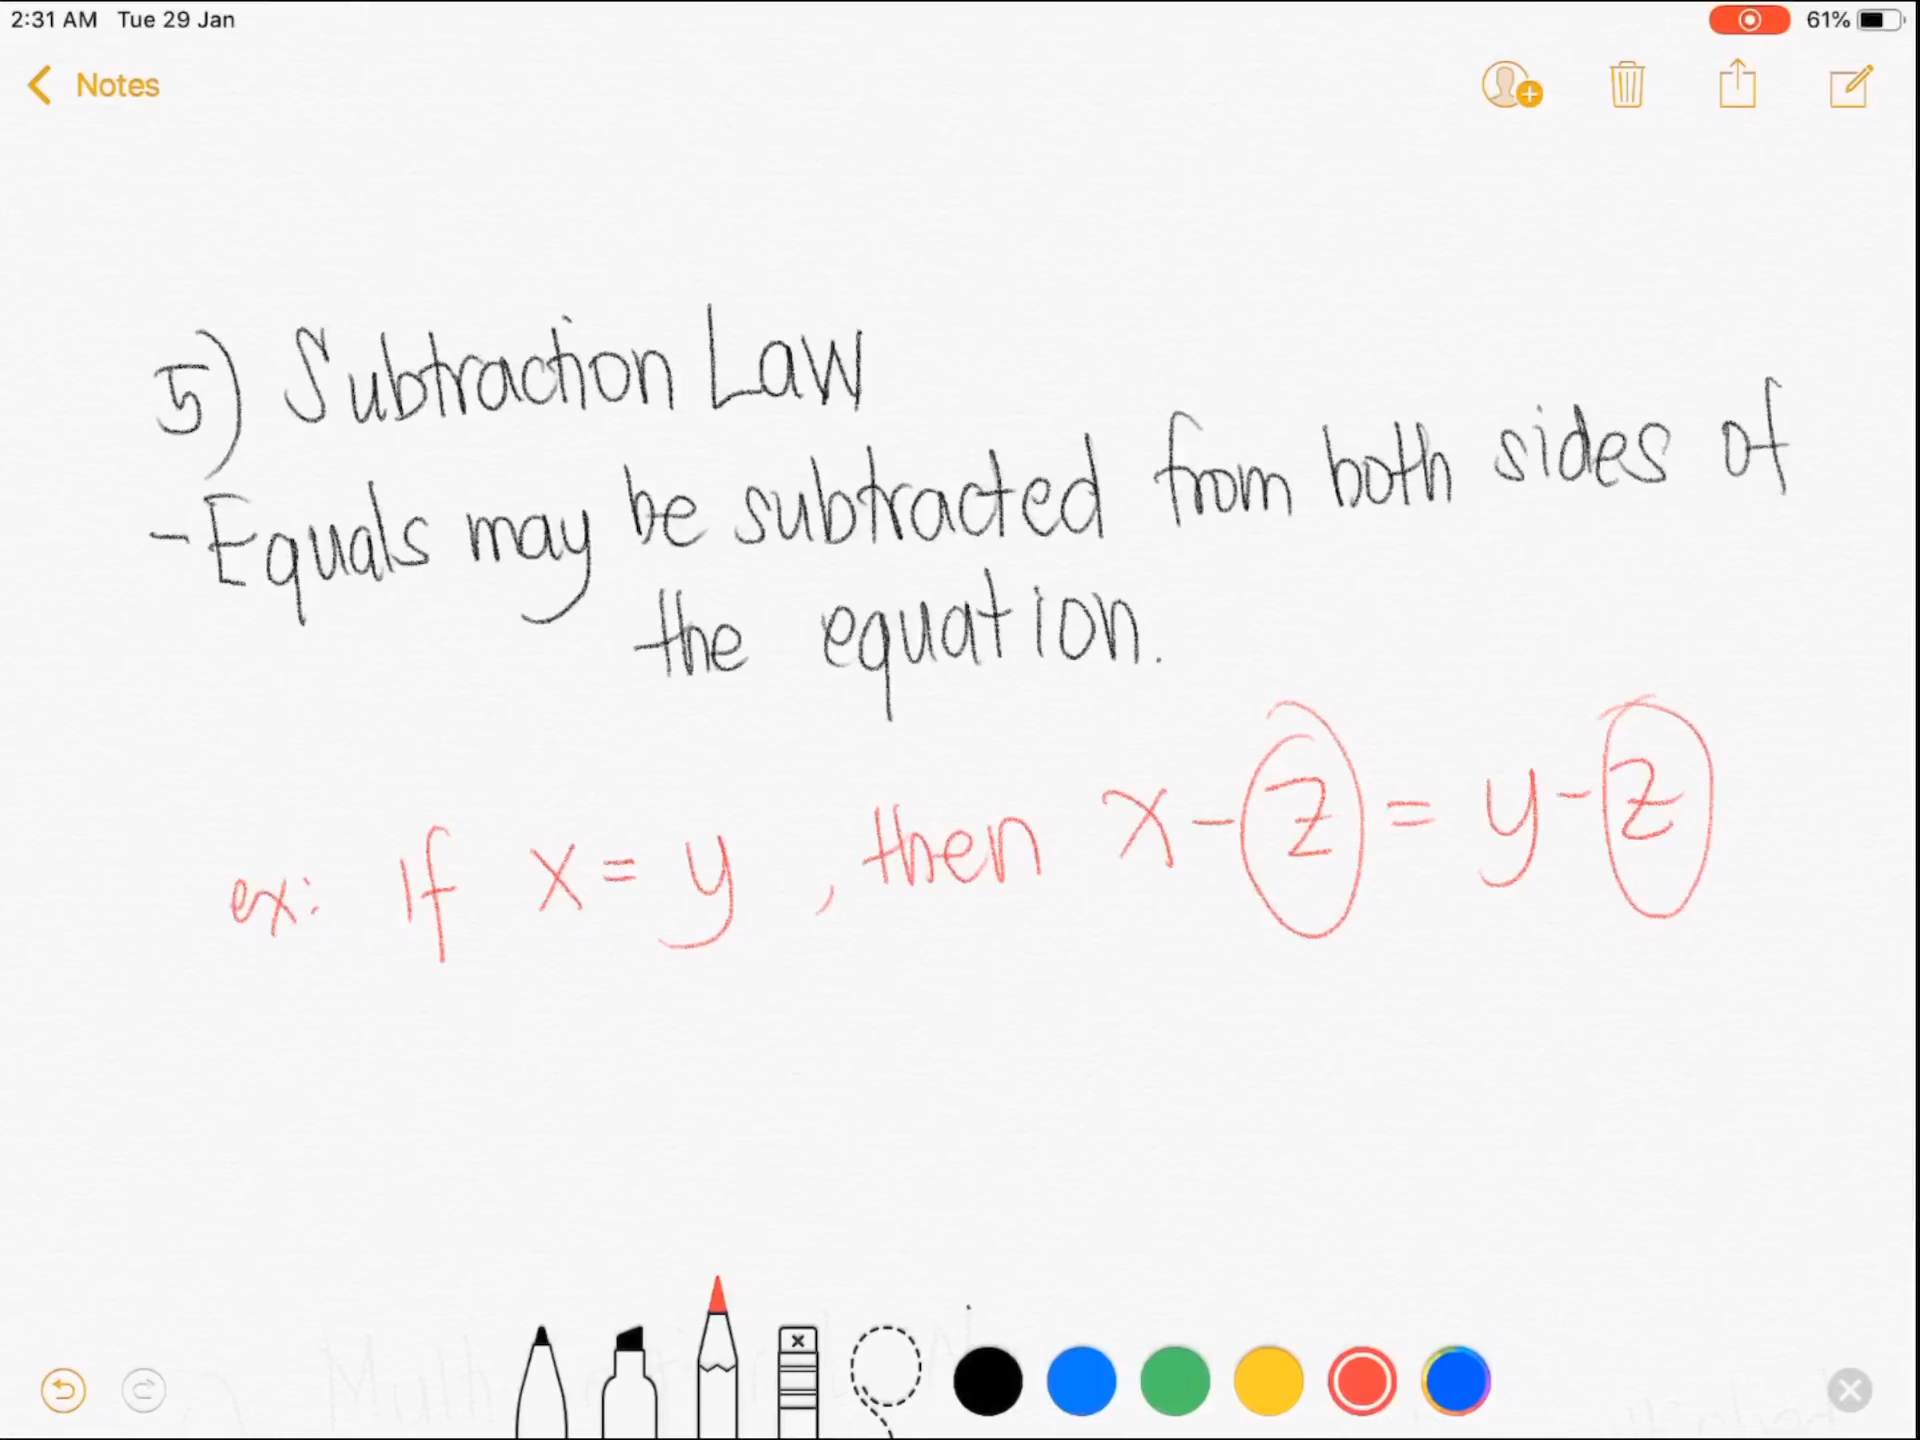 2:31 AM Tue 29 Jan
61%
Notes
5) Subtraction Law
-Equals may be subtracted from both sides of
the equation.
ex: If x = y , then x - z = y - z